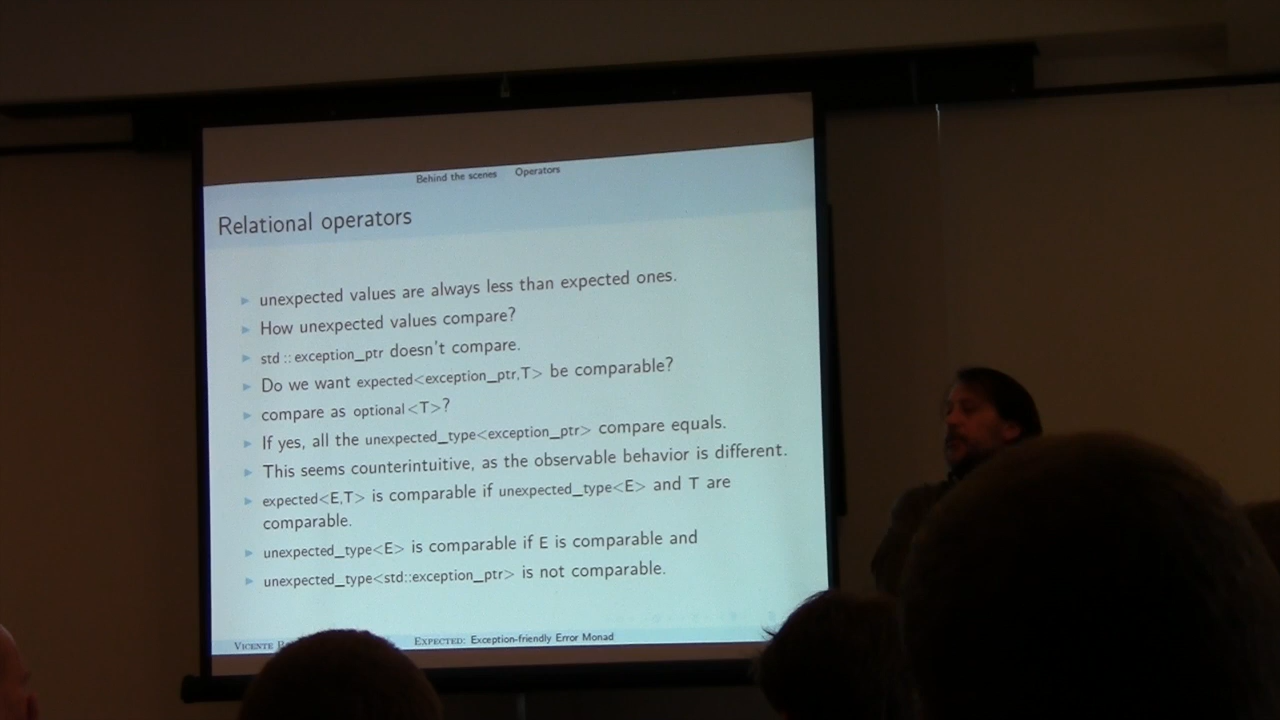 Behind the scenes Operators
Relational operators
unexpected values are always less than expected ones.
How unexpected values compare?
std :: exception_ptr doesn't compare.
Do we want expected<exception_ptr,T> be comparable?
compare as optional<T>?
If yes, all the unexpected_type<exception_ptr> compare equals.
This seems counterintuitive, as the observable behavior is different.
expected<E,T> is comparable if unexpected_type<E> and T are
comparable.
unexpected_type<E> is comparable if E is comparable and
unexpected_type<std::exception_ptr> is not comparable.
VICENTE EXPECTED: Exception-friendly Error Monad